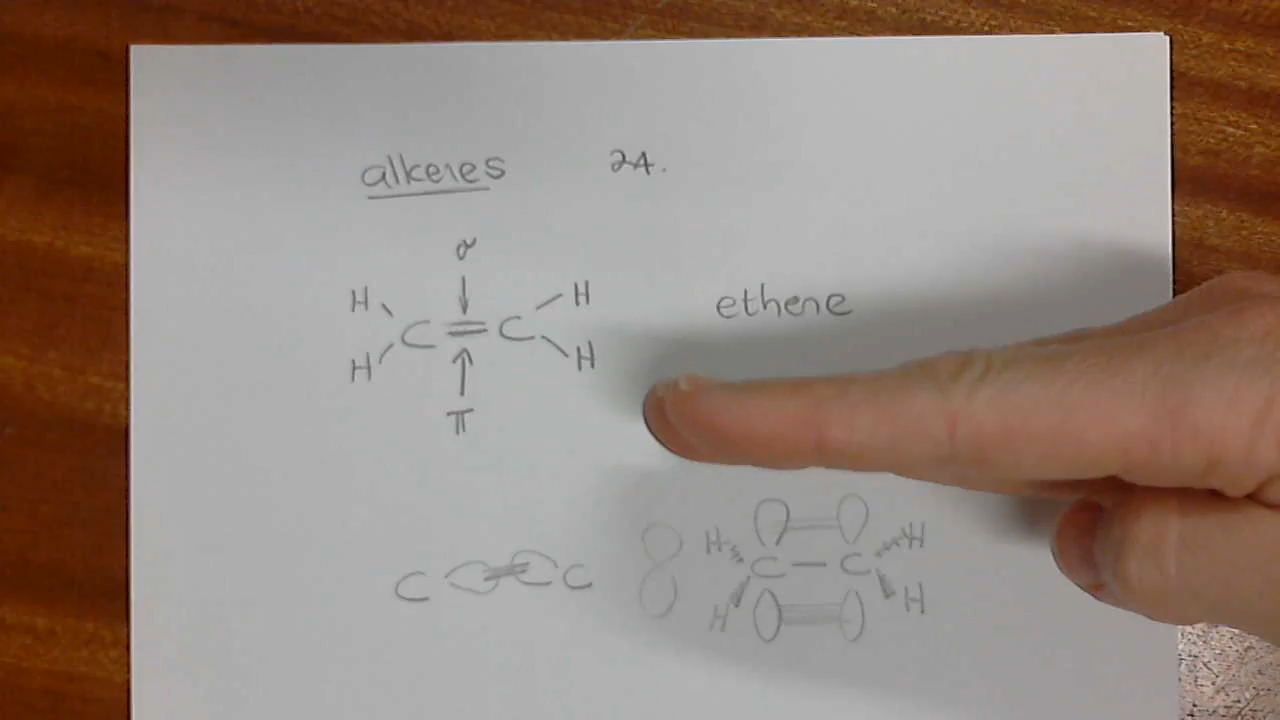 alkenes 24.
σ
H H
C = C
H H
π
ethene
C C
H H
C — C
H H